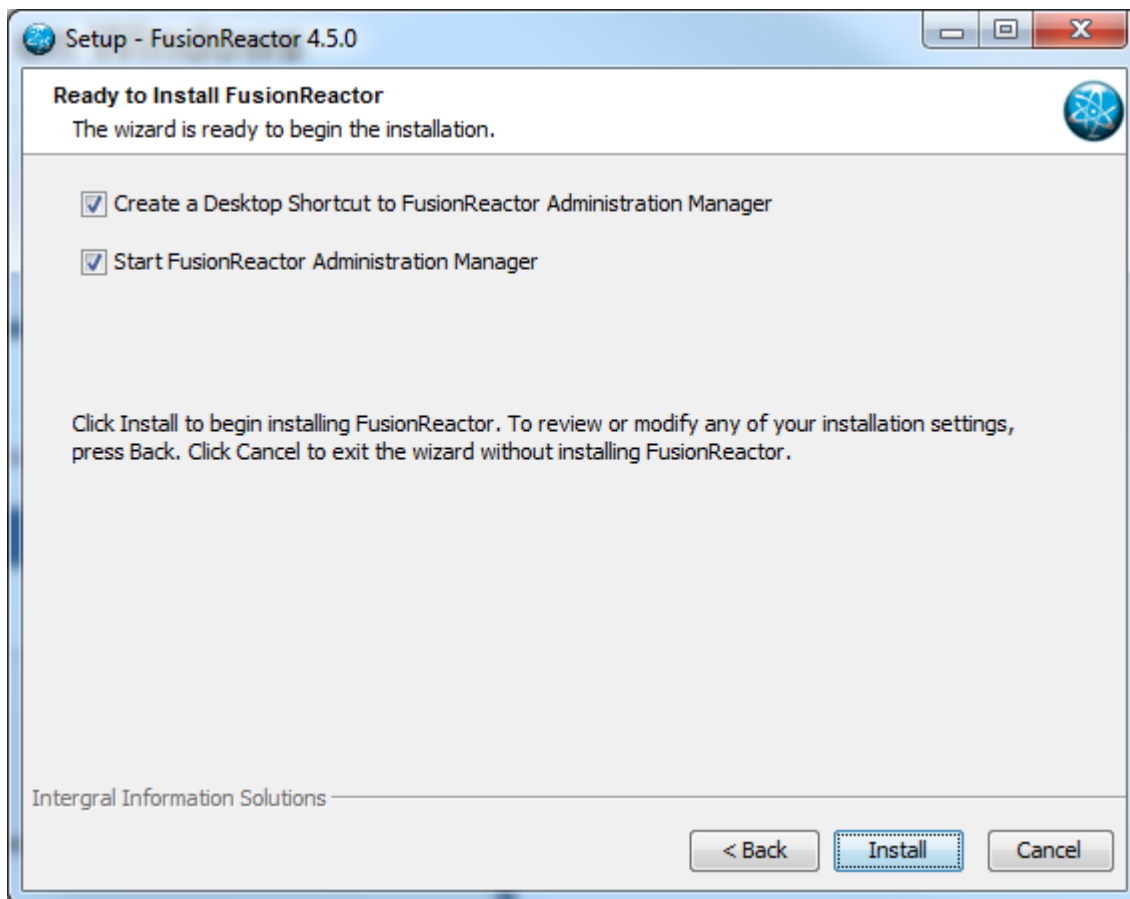 Setup - FusionReactor 4.5.0
Ready to Install FusionReactor
The wizard is ready to begin the installation.
Create a Desktop Shortcut to FusionReactor Administration Manager
Start FusionReactor Administration Manager
Click Install to begin installing FusionReactor. To review or modify any of your installation settings,
press Back. Click Cancel to exit the wizard without installing FusionReactor.
Intergral Information Solutions
< Back Install Cancel